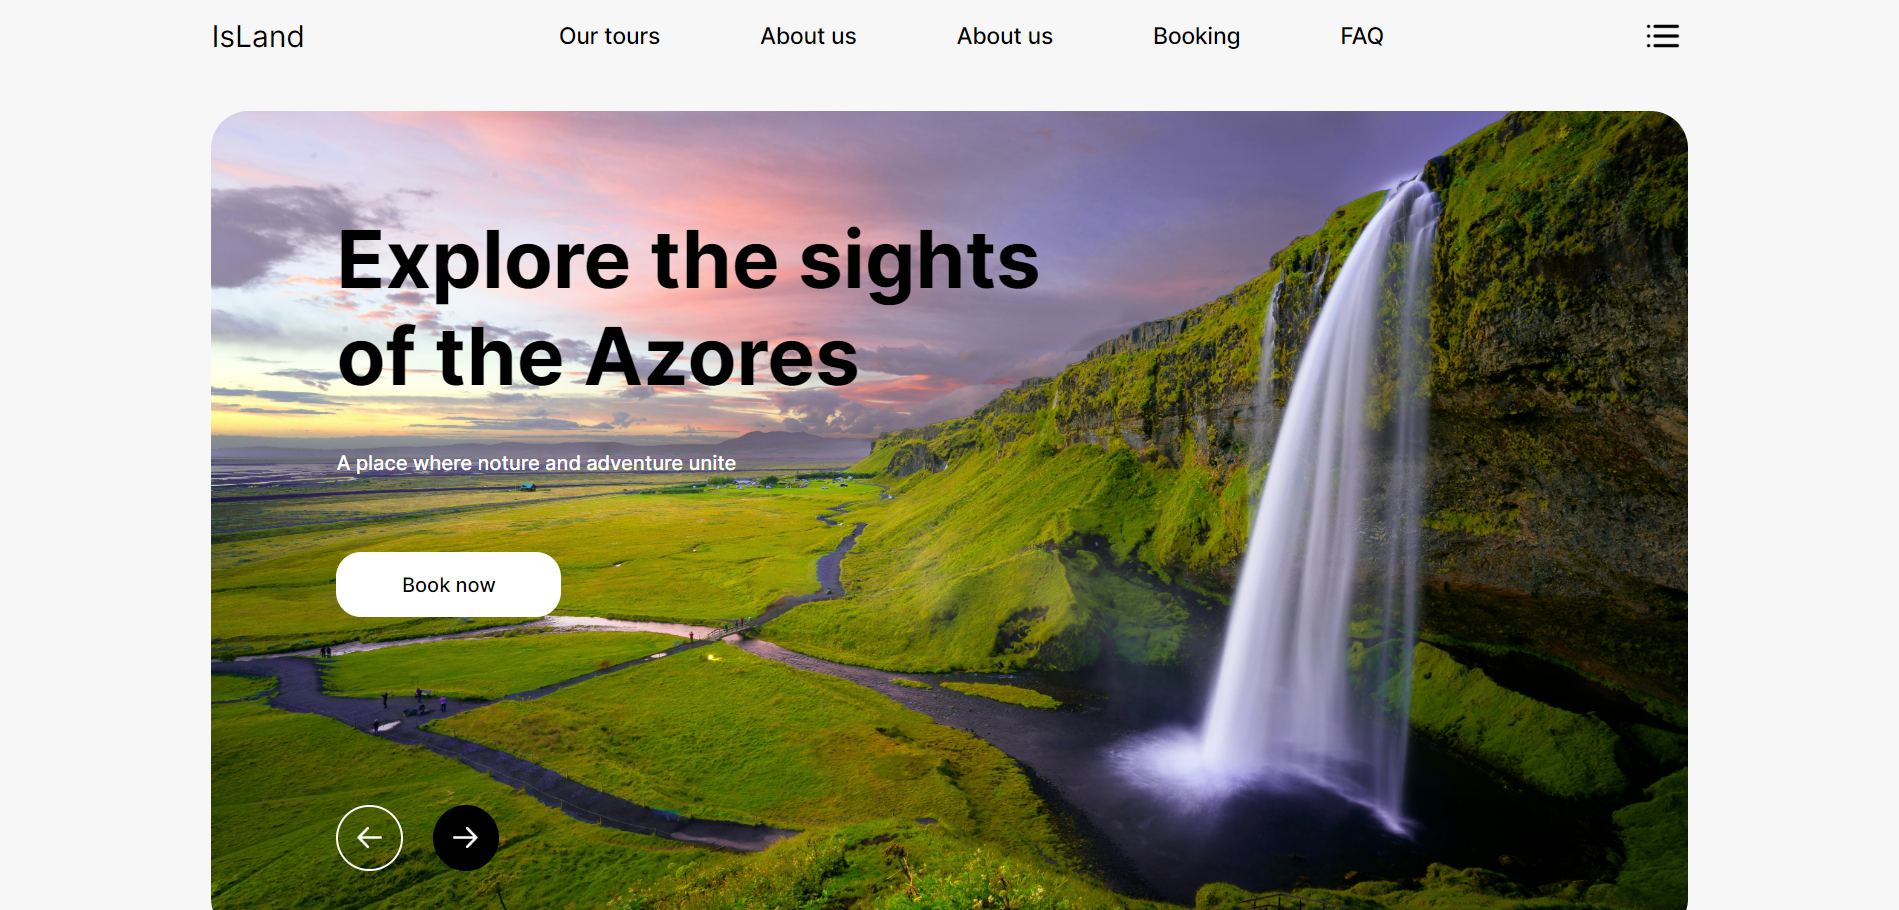 IsLand
Our tours
About us
About us
Booking
FAQ
Explore the sights
of the Azores
A place where noture and adventure unite
Book now